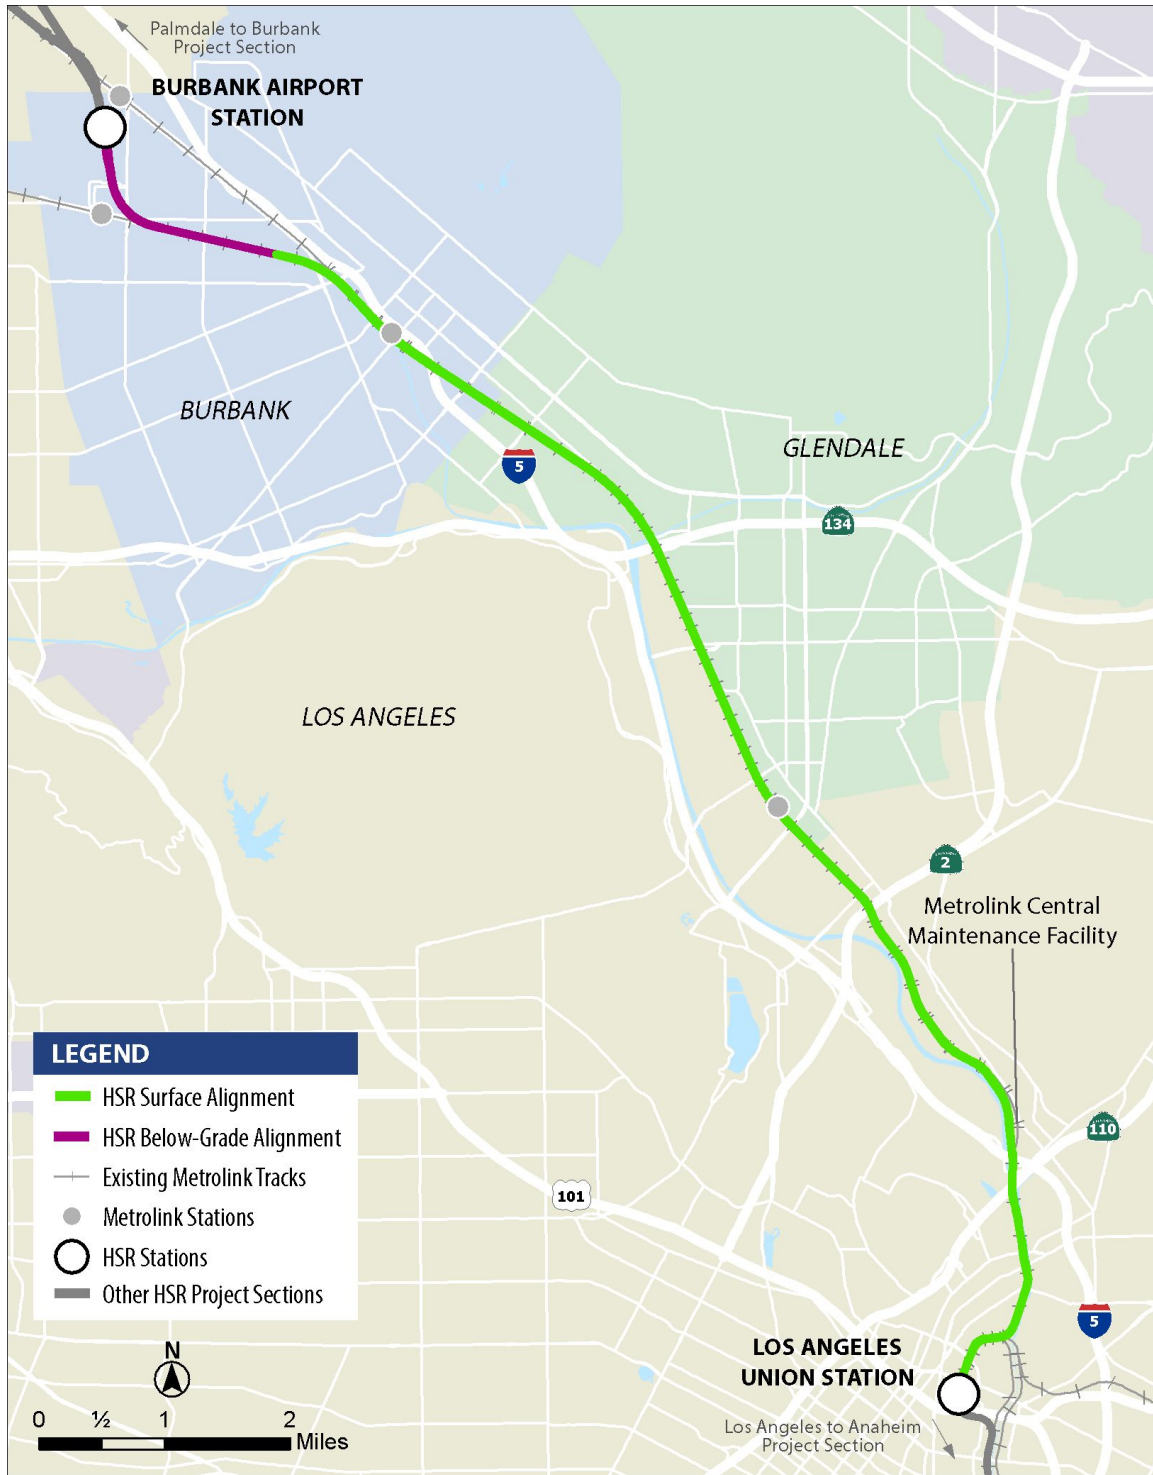 Palmdale to Burbank
Project Section
BURBANK AIRPORT
STATION
BURBANK
GLENDALE
5
134
LOS ANGELES
2
Metrolink Central
Maintenance Facility
LEGEND
HSR Surface Alignment
HSR Below-Grade Alignment
Existing Metrolink Tracks
Metrolink Stations
HSR Stations
Other HSR Project Sections
110
101
5
N
0 ½ 1 2
Miles
LOS ANGELES
UNION STATION
Los Angeles to Anaheim
Project Section